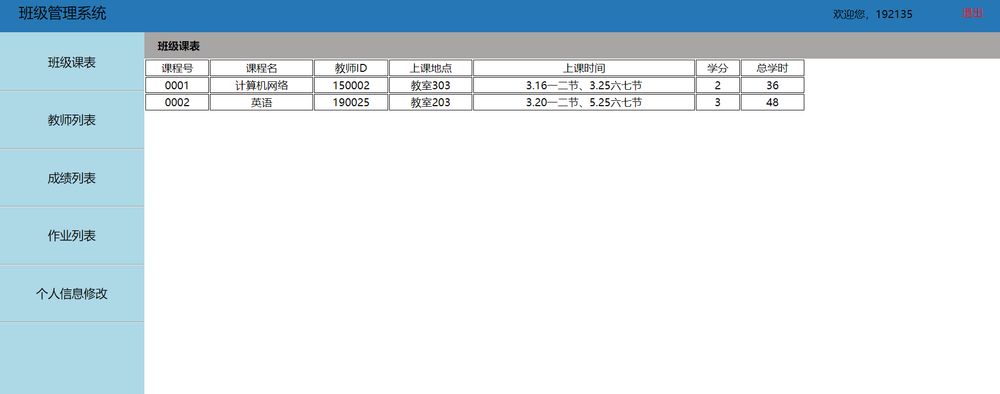 班级管理系统
欢迎您，192135
退出
班级课表
教师列表
成绩列表
作业列表
个人信息修改
班级课表
课程号 课程名 教师ID 上课地点 上课时间 学分 总学时
0001 计算机网络 150002 教室303 3.16一二节、3.25六七节 2 36
0002 英语 190025 教室203 3.20一二节、5.25六七节 3 48